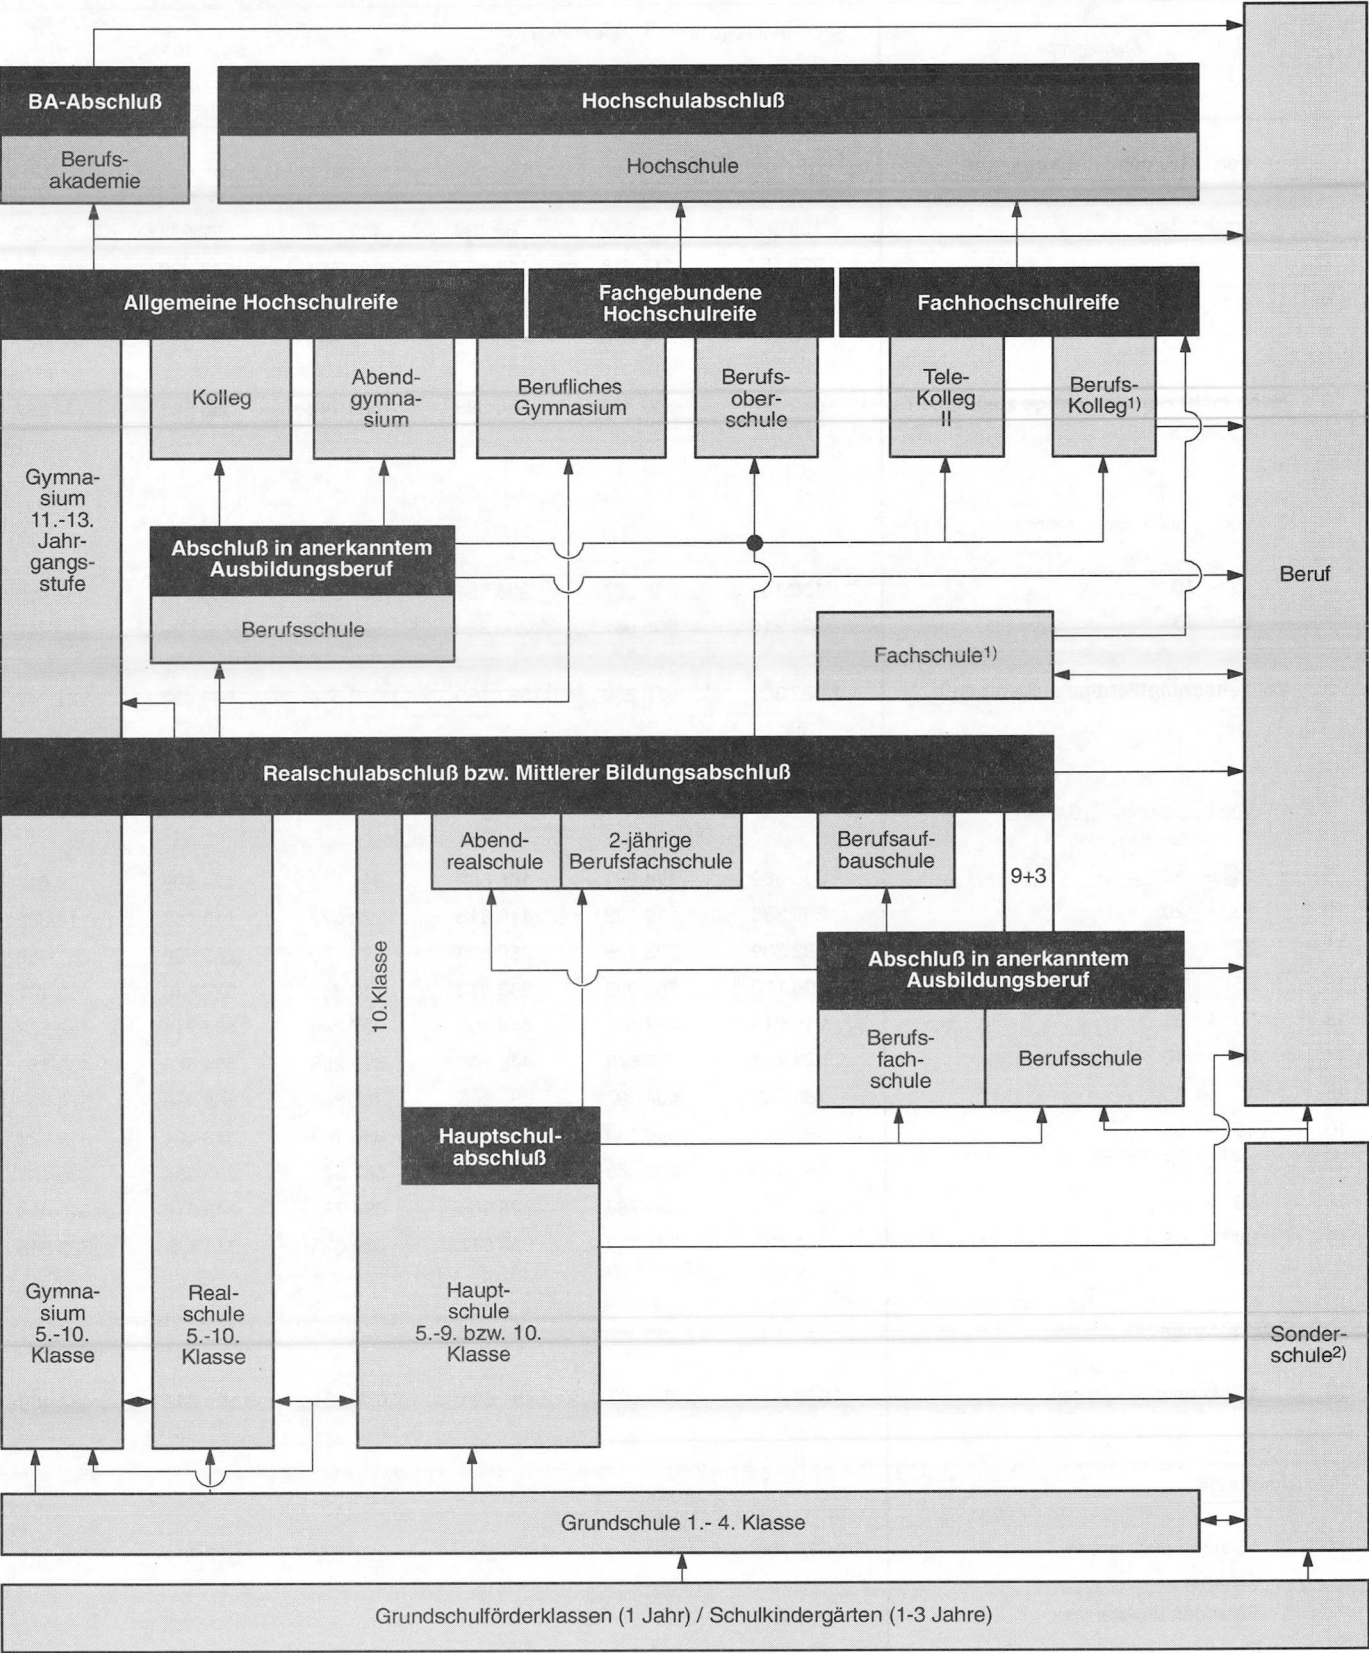 BA-Abschluß
Hochschulabschluß
Berufs-
akademie
Hochschule
Allgemeine Hochschulreife
Fachgebundene
Hochschulreife
Fachhochschulreife
Kolleg
Abend-
gymna-
sium
Berufliches
Gymnasium
Berufs-
ober-
schule
Tele-
Kolleg
II
Berufs-
Kolleg1)
Gymna-
sium
11.-13.
Jahr-
gangs-
stufe
Abschluß in anerkanntem
Ausbildungsberuf
Berufsschule
Beruf
Fachschule1)
Realschulabschluß bzw. Mittlerer Bildungsabschluß
Abend-
realschule
2-jährige
Berufsfachschule
Berufsauf-
bauschule
9+3
10.Klasse
Abschluß in anerkanntem
Ausbildungsberuf
Berufs-
fach-
schule
Berufsschule
Hauptschul-
abschluß
Gymna-
sium
5.-10.
Klasse
Real-
schule
5.-10.
Klasse
Haupt-
schule
5.-9. bzw. 10.
Klasse
Sonder-
schule2)
Grundschule 1.- 4. Klasse
Grundschulförderklassen (1 Jahr) / Schulkindergärten (1-3 Jahre)